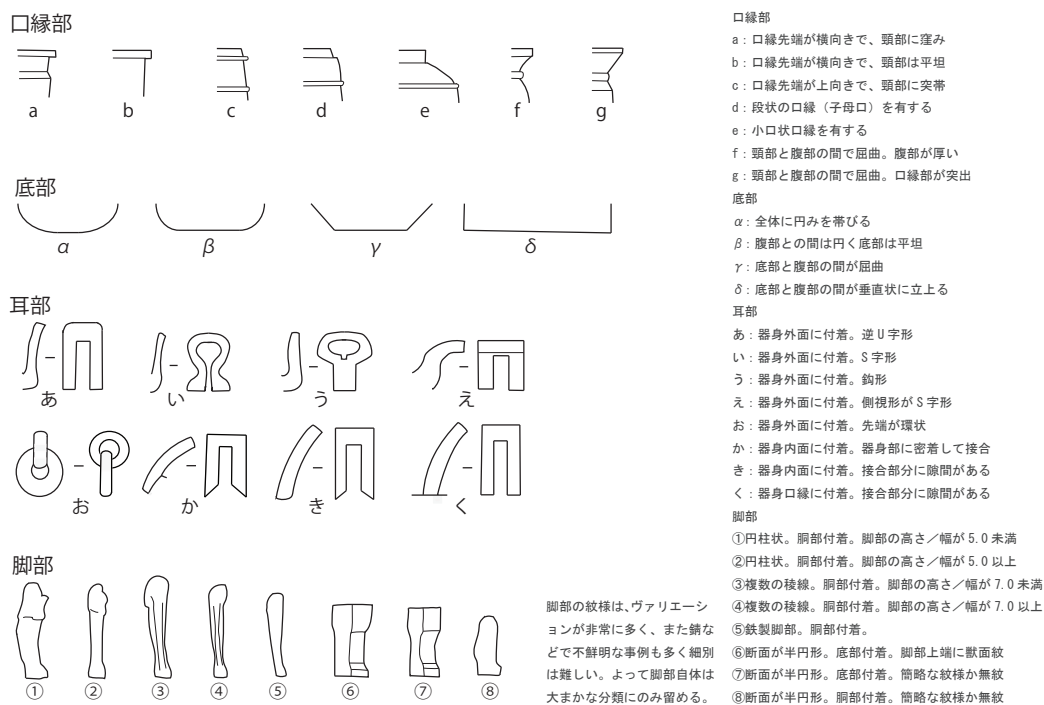 口縁部
a
b
c
d
e
f
g
底部
α
β
γ
δ
耳部
あ
い
う
え
お
か
き
く
脚部
①
②
③
④
⑤
⑥
⑦
⑧
脚部の紋様は、ヴァリエーシ
ョンが非常に多く、また錆な
どで不鮮明な事例も多く細別
は難しい。よって脚部自体は
大まかな分類にのみ留める。
口縁部
a：口縁先端が横向きで、頸部に窪み
b：口縁先端が横向き、頸部は平坦
c：口縁先端が上向きで、頸部に突帯
d：段状の口縁（子母口）を有する
e：小口状口縁を有する
f：頸部と腹部の間で屈曲。腹部が厚い
g：頸部と腹部の間で屈曲。口縁部が突出
底部
α：全体に円みを帯びる
β：腹部との間は円く底部は平坦
γ：底部と腹部の間が屈曲
δ：底部と腹部の間が垂直状に立上る
耳部
あ：器身外面に付着。逆U字形
い：器身外面に付着。S字形
う：器身外面に付着。鈎形
え：器身外面に付着。側視形がS字形
お：器身外面に付着。先端が環状
か：器身内面に付着。器身部に密着して接合
き：器身内面に付着。接合部分に隙間がある
く：器身口縁に付着。接合部分に隙間がある
脚部
①円柱状。胴部付着。脚部の高さ／幅が5.0未満
②円柱状。胴部付着。脚部の高さ／幅が5.0以上
③複数の稜線。胴部付着。脚部の高さ／幅が7.0未満
④複数の稜線。胴部付着。脚部の高さ／幅が7.0以上
⑤鉄製脚部。胴部付着。
⑥断面が半円形。底部付着。脚部上端に獣面紋
⑦断面が半円形。底部付着。簡略な紋様か無紋
⑧断面が半円形。胴部付着。簡略な紋様か無紋